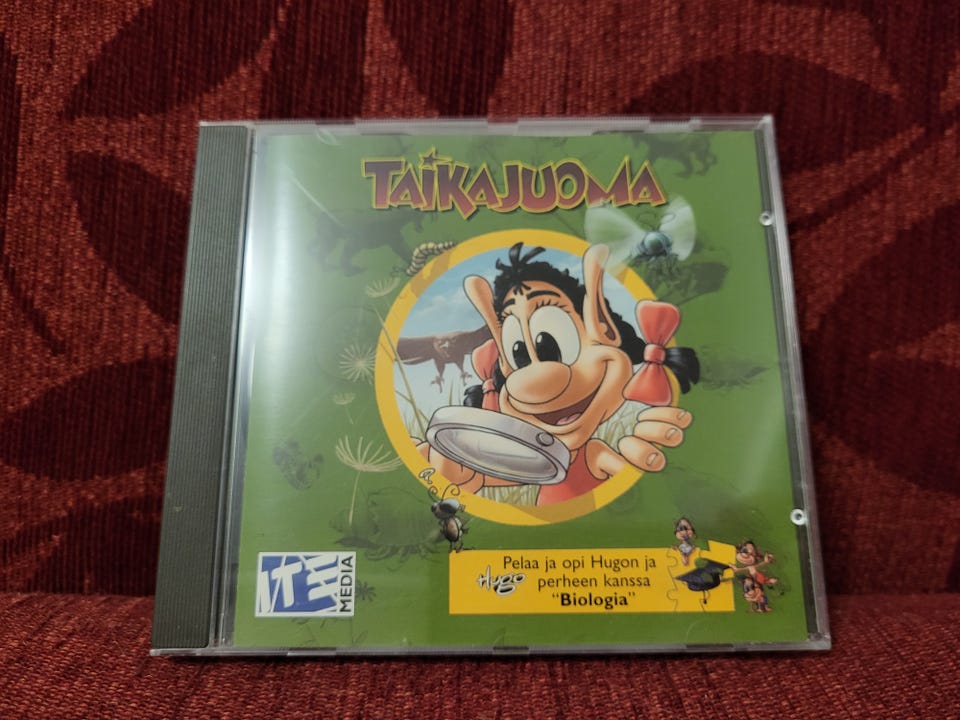 TAIKAJUOMA
Pelaa ja opi Hugon ja
Hugo perheen kanssa
"Biologia"
ITE
MEDIA